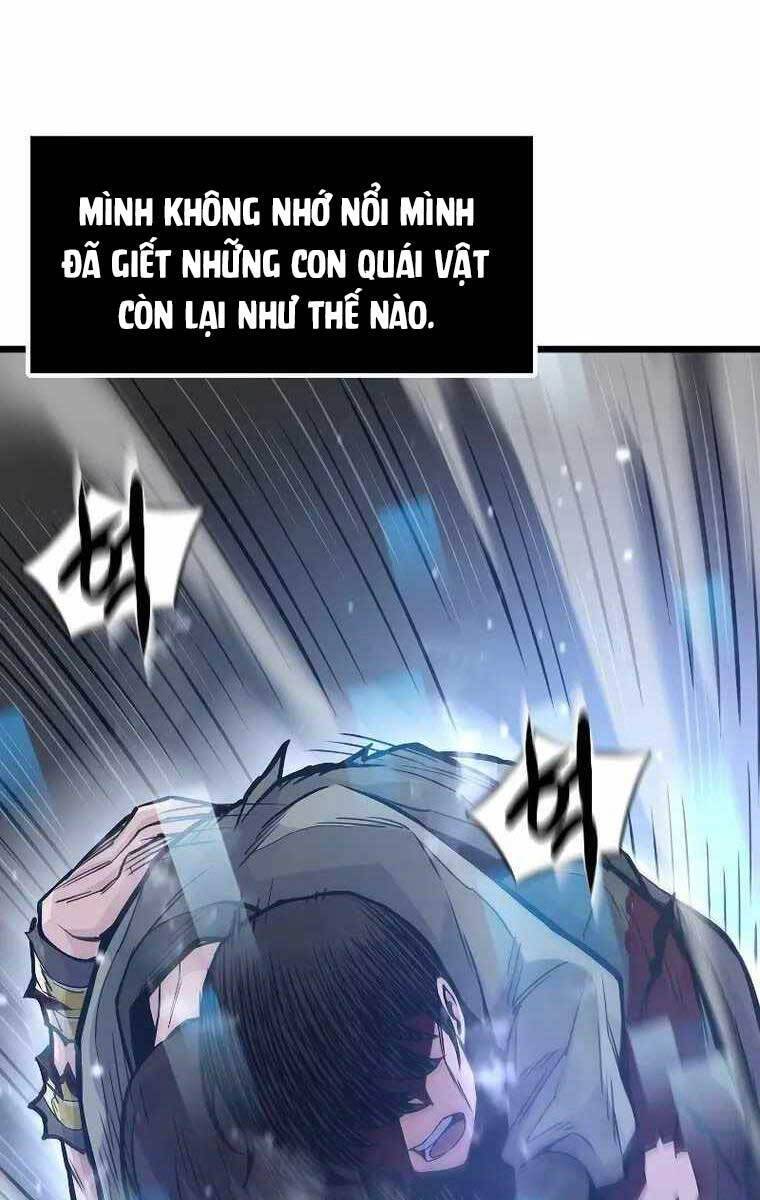 MÌNH KHÔNG NHỚ NỔI MÌNH
ĐÃ GIẾT NHỮNG CON QUÁI VẬT
CÒN LẠI NHƯ THẾ NÀO.
헉
헉